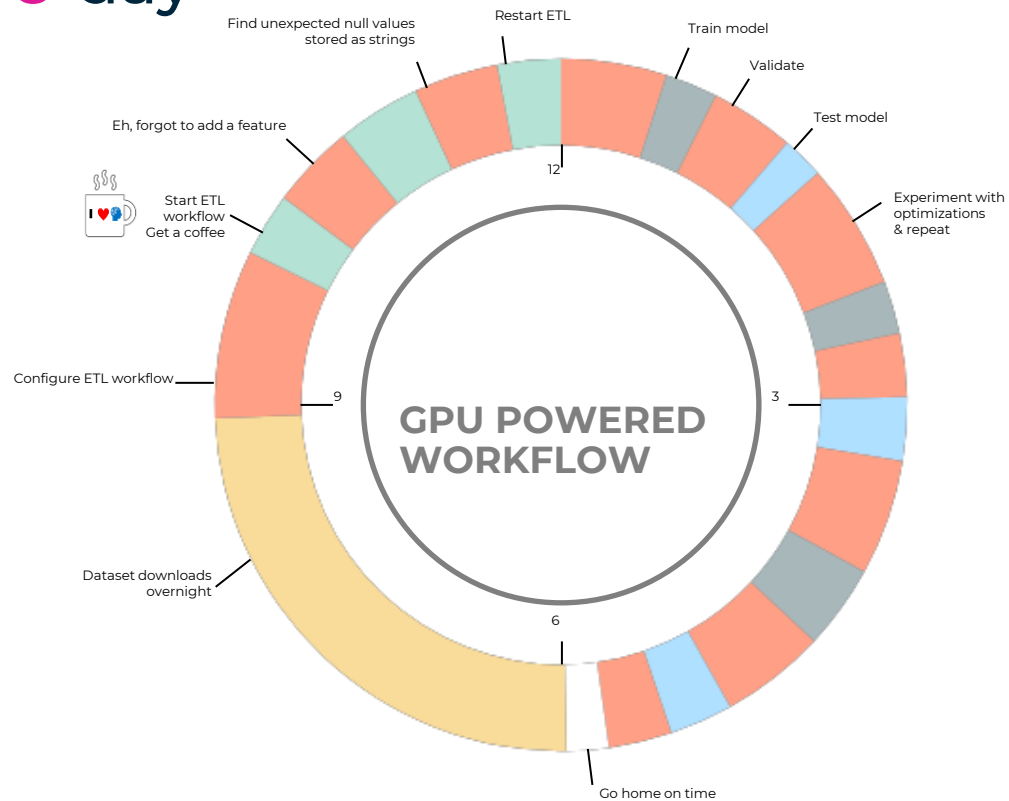 day
Restart ETL
Find unexpected null values
stored as strings
Train model
Validate
Eh, forgot to add a feature
Test model
12
I
Start ETL
workflow
Get a coffee
Experiment with
optimizations
& repeat
Configure ETL workflow
9
3
GPU POWERED
WORKFLOW
Dataset downloads
overnight
6
Go home on time